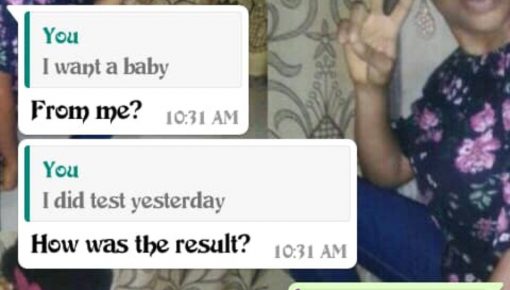 You
I want a baby
From me?
10:31 AM
You
I did test yesterday
How was the result?
10:31 AM